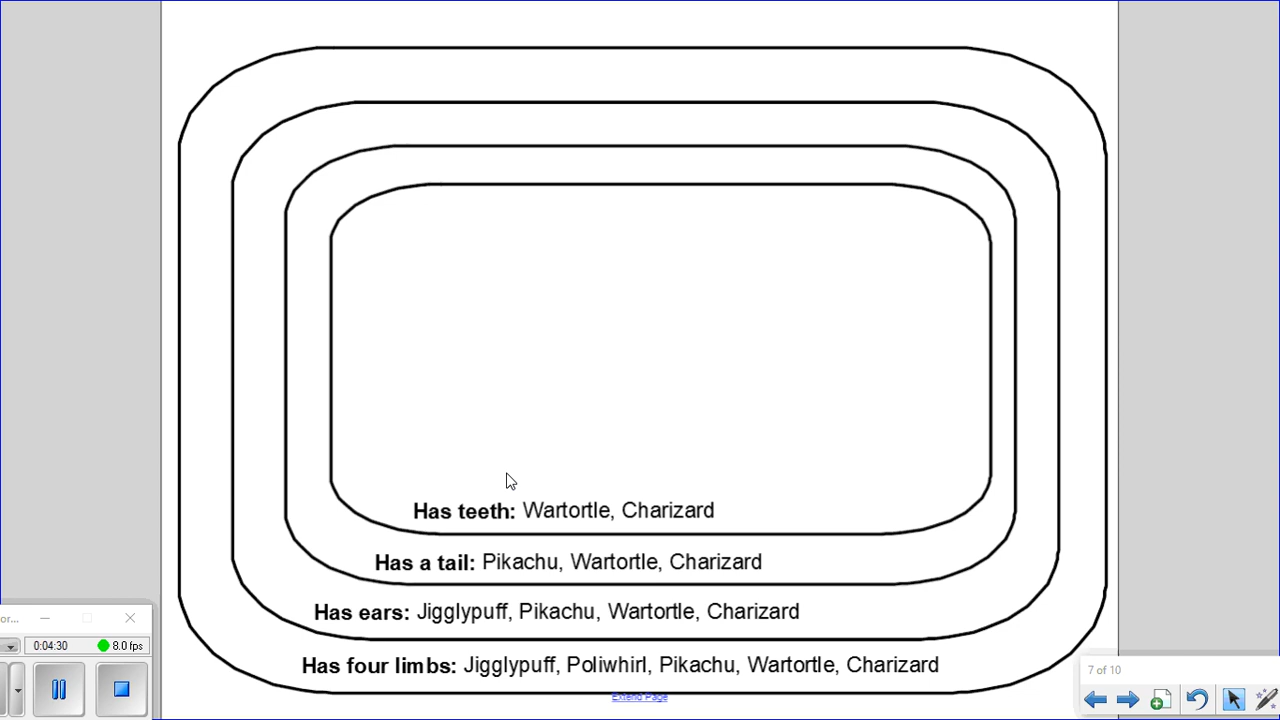 Has teeth: Wartortle, Charizard
Has a tail: Pikachu, Wartortle, Charizard
Has ears: Jigglypuff, Pikachu, Wartortle, Charizard
Has four limbs: Jigglypuff, Poliwhirl, Pikachu, Wartortle, Charizard
Extend Page
or...
0:04:30
8.0 fps
7 of 10